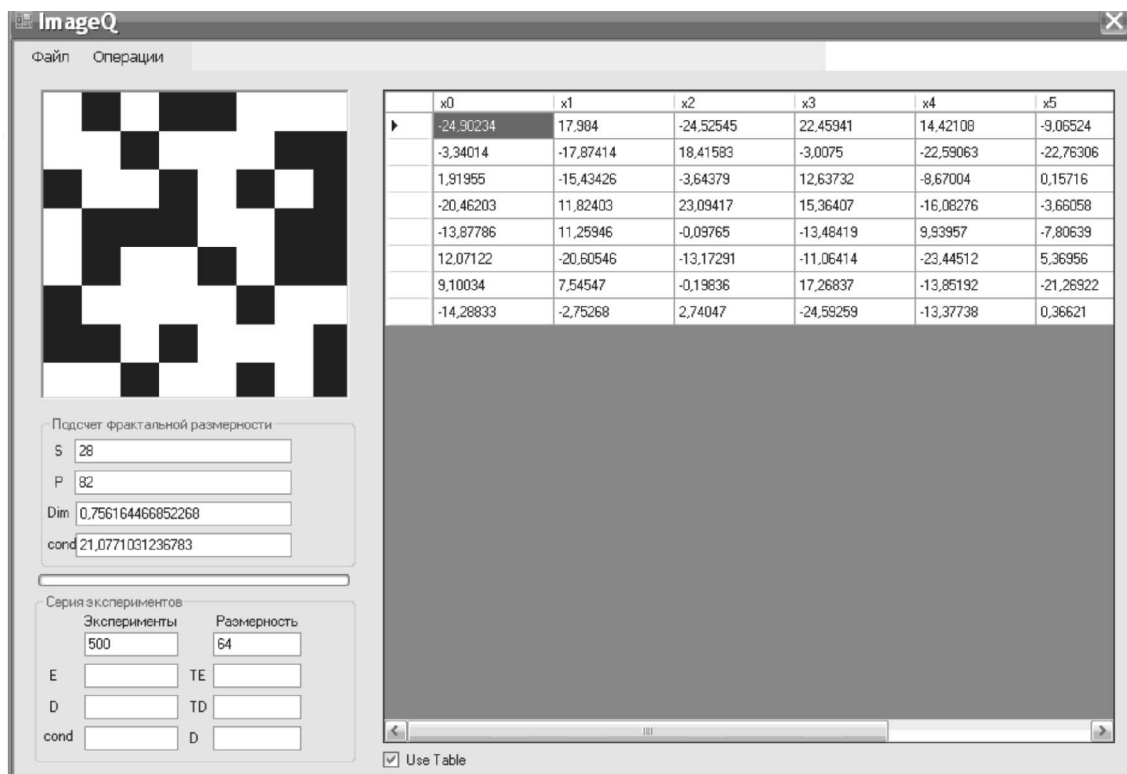 ImageQ
Файл Операции
x0 x1 x2 x3 x4 x5
-24,90234 17,984 -24,52545 22,45941 14,42108 -9,06524
-3,34014 -17,87414 18,41583 -3,0075 -22,59063 -22,76306
1,91955 -15,43426 -3,64379 12,63732 -8,67004 0,15716
-20,46203 11,82403 23,09417 15,36407 -16,08276 -3,66058
-13,87786 11,25946 -0,09765 -13,48419 9,93957 -7,80639
12,07122 -20,60546 -13,17291 -11,06414 -23,44512 5,36956
9,10034 7,54547 -0,19836 17,26837 -13,85192 -21,26922
-14,28833 -2,75268 2,74047 -24,59259 -13,37738 0,36621
Подсчет фрактальной размерности
S 28
P 82
Dim 0,756164466852268
cond 21,0771031236783
Серия экспериментов
Эксперименты Размерность
500 64
E TE
D TD
cond D
Use Table